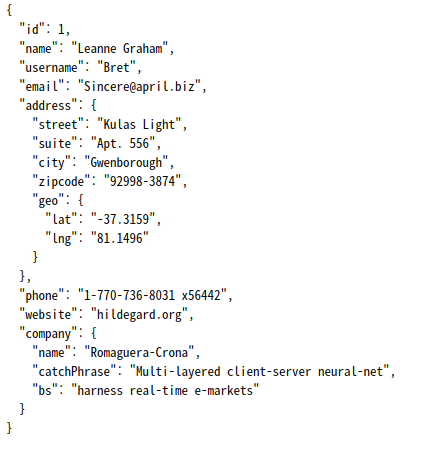 {
  "id": 1,
  "name": "Leanne Graham",
  "username": "Bret",
  "email": "Sincere@april.biz",
  "address": {
    "street": "Kulas Light",
    "suite": "Apt. 556",
    "city": "Gwenborough",
    "zipcode": "92998-3874",
    "geo": {
      "lat": "-37.3159",
      "lng": "81.1496"
    }
  },
  "phone": "1-770-736-8031 x56442",
  "website": "hildegard.org",
  "company": {
    "name": "Romaguera-Crona",
    "catchPhrase": "Multi-layered client-server neural-net",
    "bs": "harness real-time e-markets"
  }
}